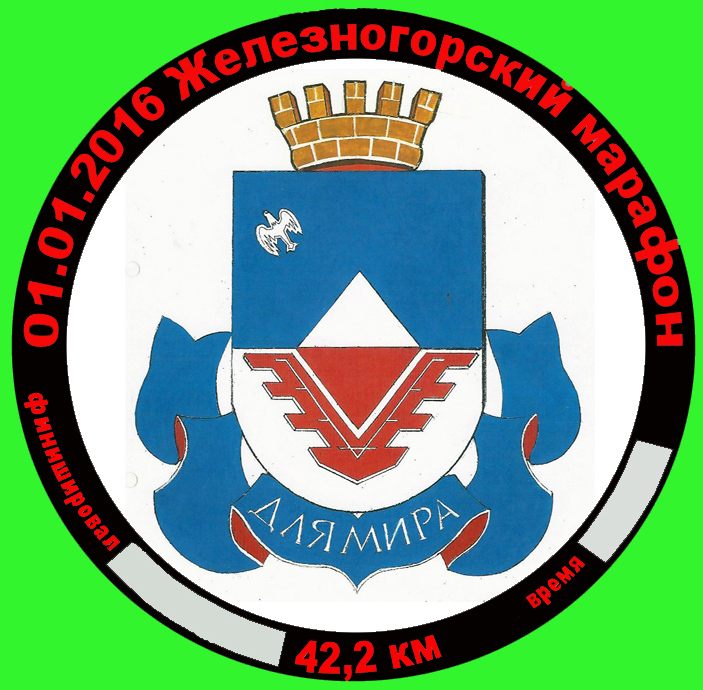 01.01.2016 Железногорский марафон
ДЛЯ МИРА
финишировал
42,2 км
время